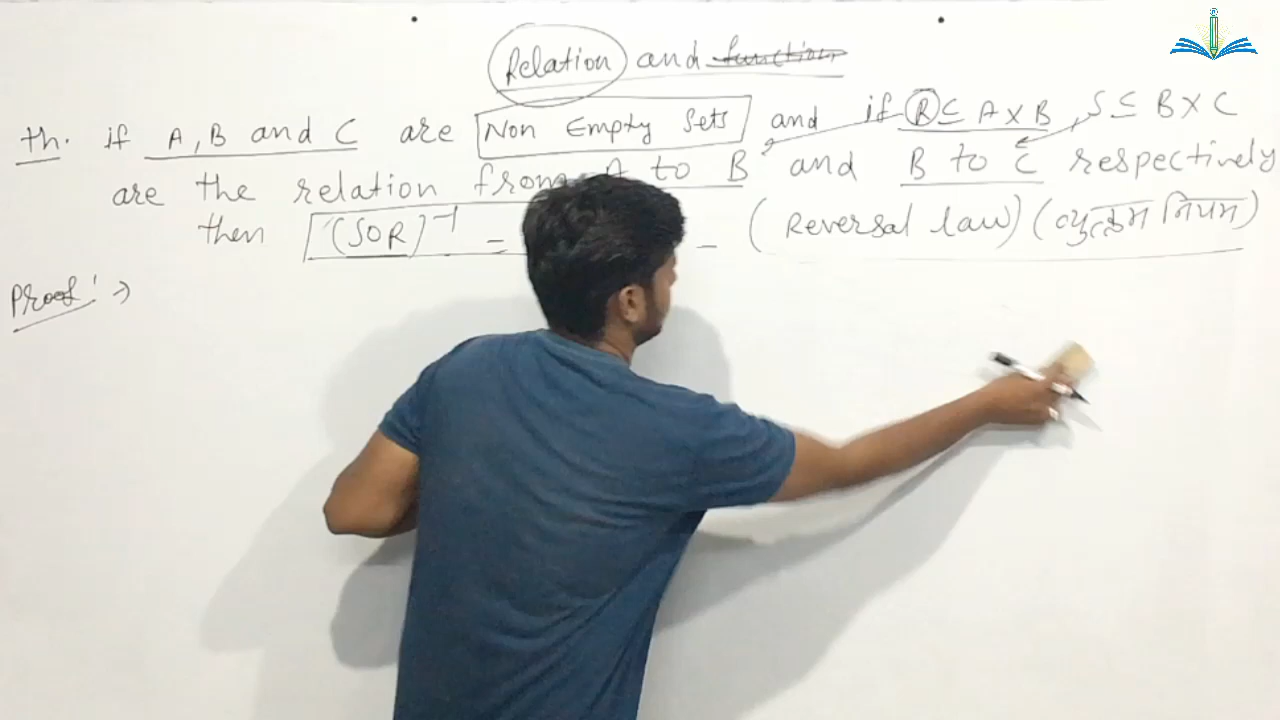 Relation and function
th. if A, B and C are Non Empty Sets and if R ⊆ A X B, S ⊆ B X C
are the relation from A to B and B to C respectively
then (SOR)⁻¹ = (Reversal law) (व्युत्क्रम नियम)
Proof :→